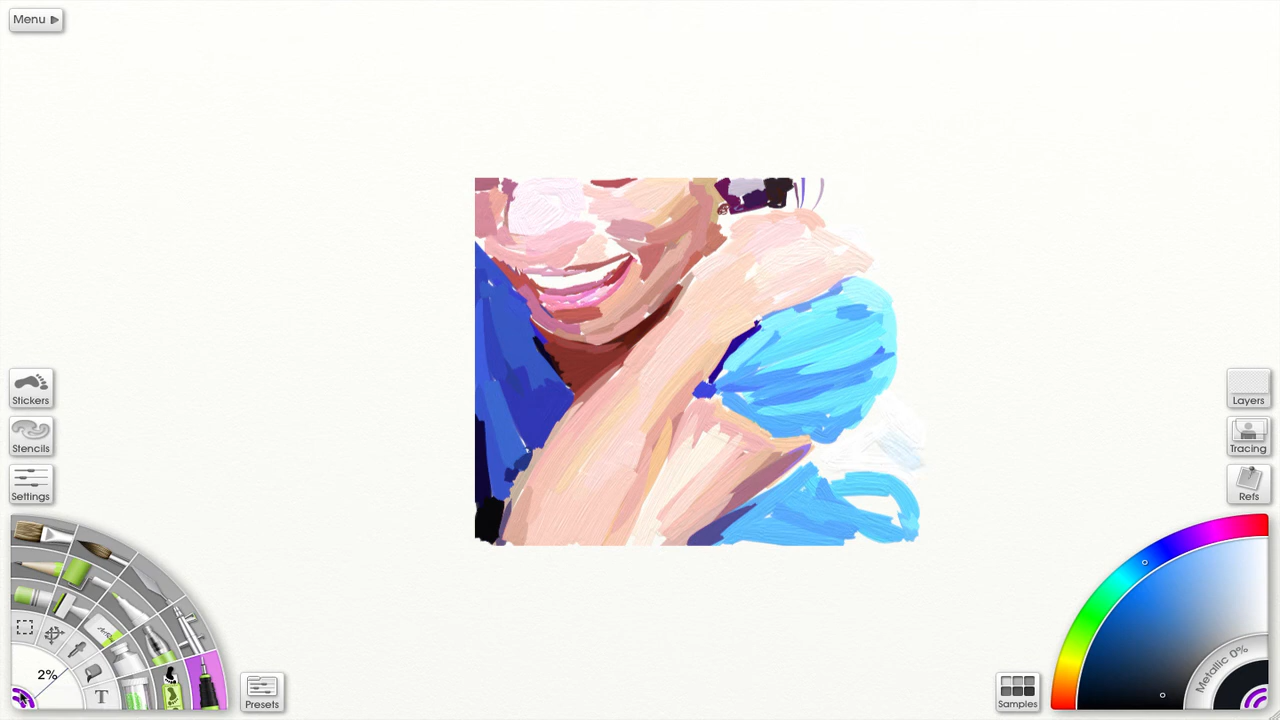 Menu
Stickers
Stencils
Settings
2%
T
Presets
Layers
Tracing
Refs
Metallic 0%
Samples